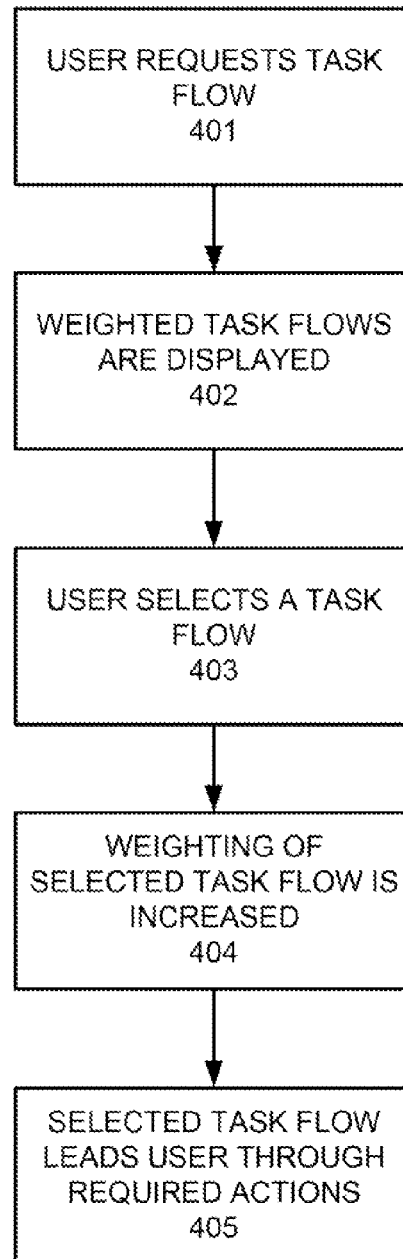 USER REQUESTS TASK
FLOW
401
WEIGHTED TASK FLOWS
ARE DISPLAYED
402
USER SELECTS A TASK
FLOW
403
WEIGHTING OF
SELECTED TASK FLOW IS
INCREASED
404
SELECTED TASK FLOW
LEADS USER THROUGH
REQUIRED ACTIONS
405